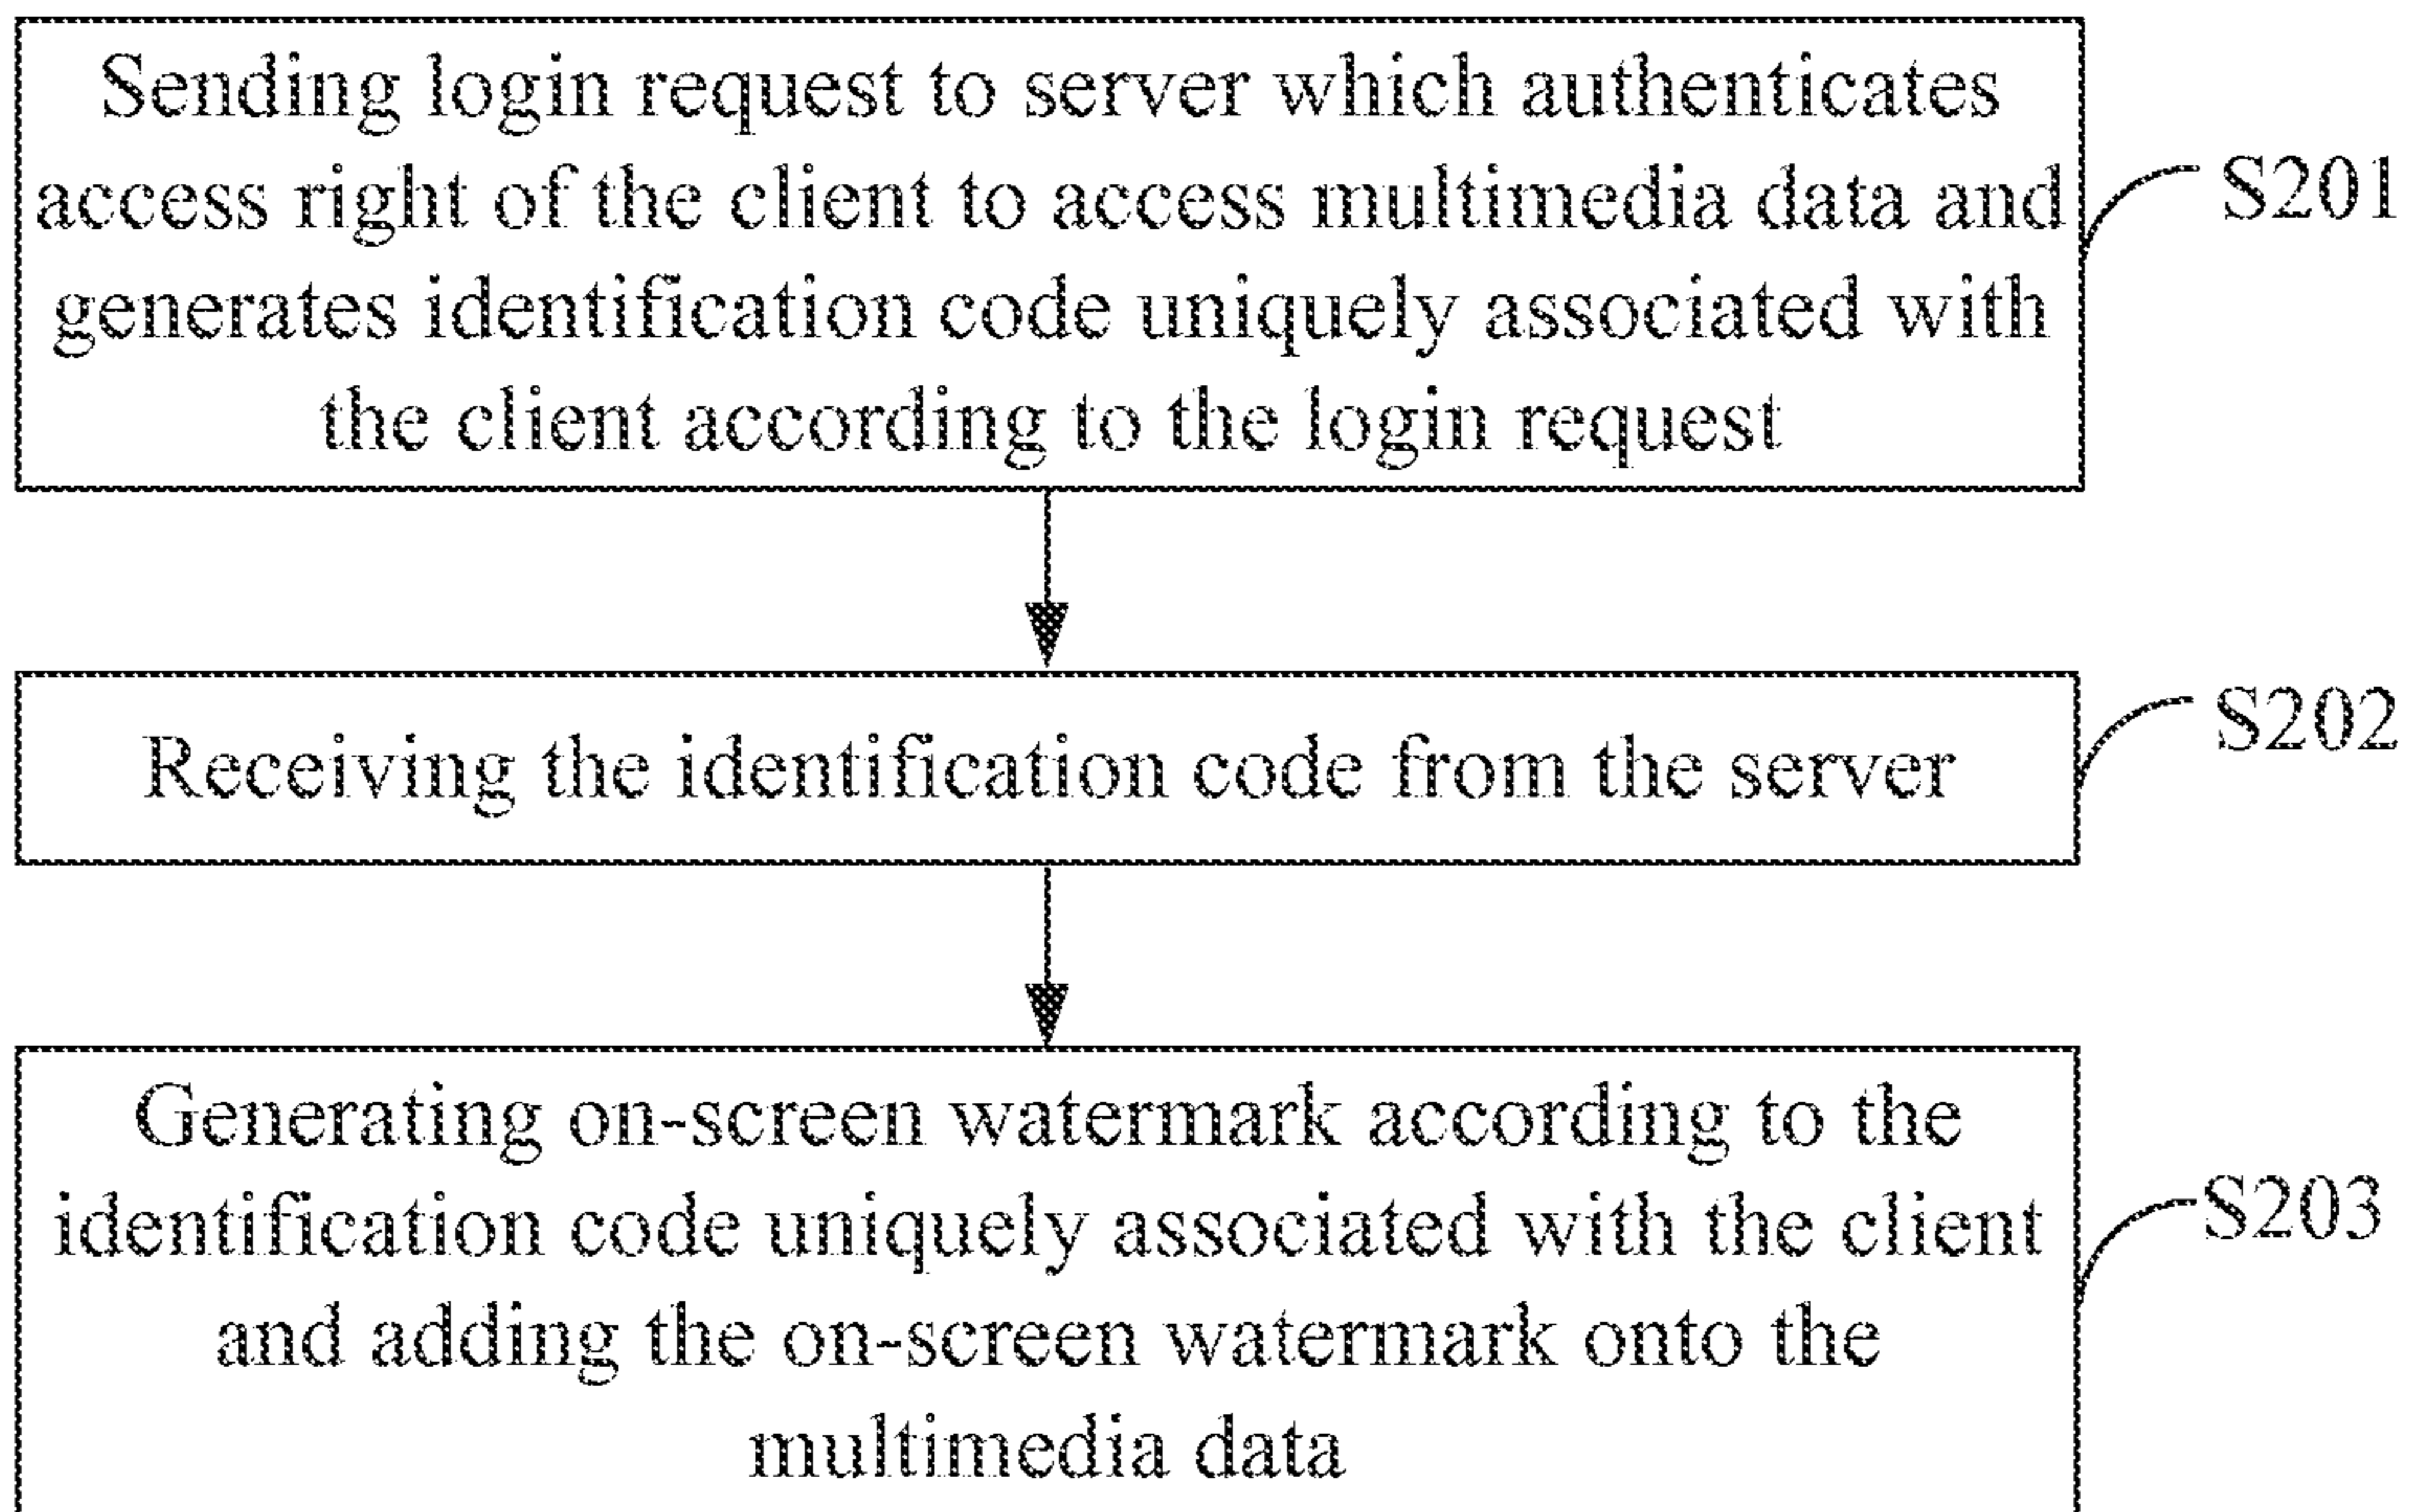 Sending login request to server which authenticates
access right of the client to access multimedia data and
generates identification code uniquely associated with
the client according to the login request
S201
Receiving the identification code from the server
S202
Generating on-screen watermark according to the
identification code uniquely associated with the client
and adding the on-screen watermark onto the
multimedia data
S203